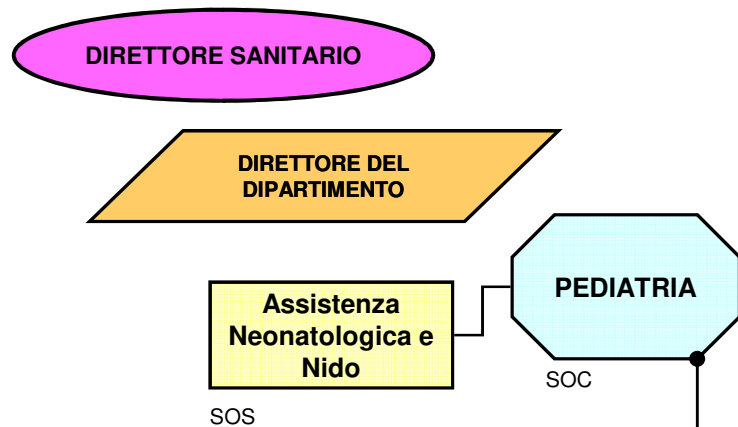 DIRETTORE SANITARIO
DIRETTORE DEL
DIPARTIMENTO
PEDIATRIA
Assistenza
Neonatologica e
Nido
SOC
SOS